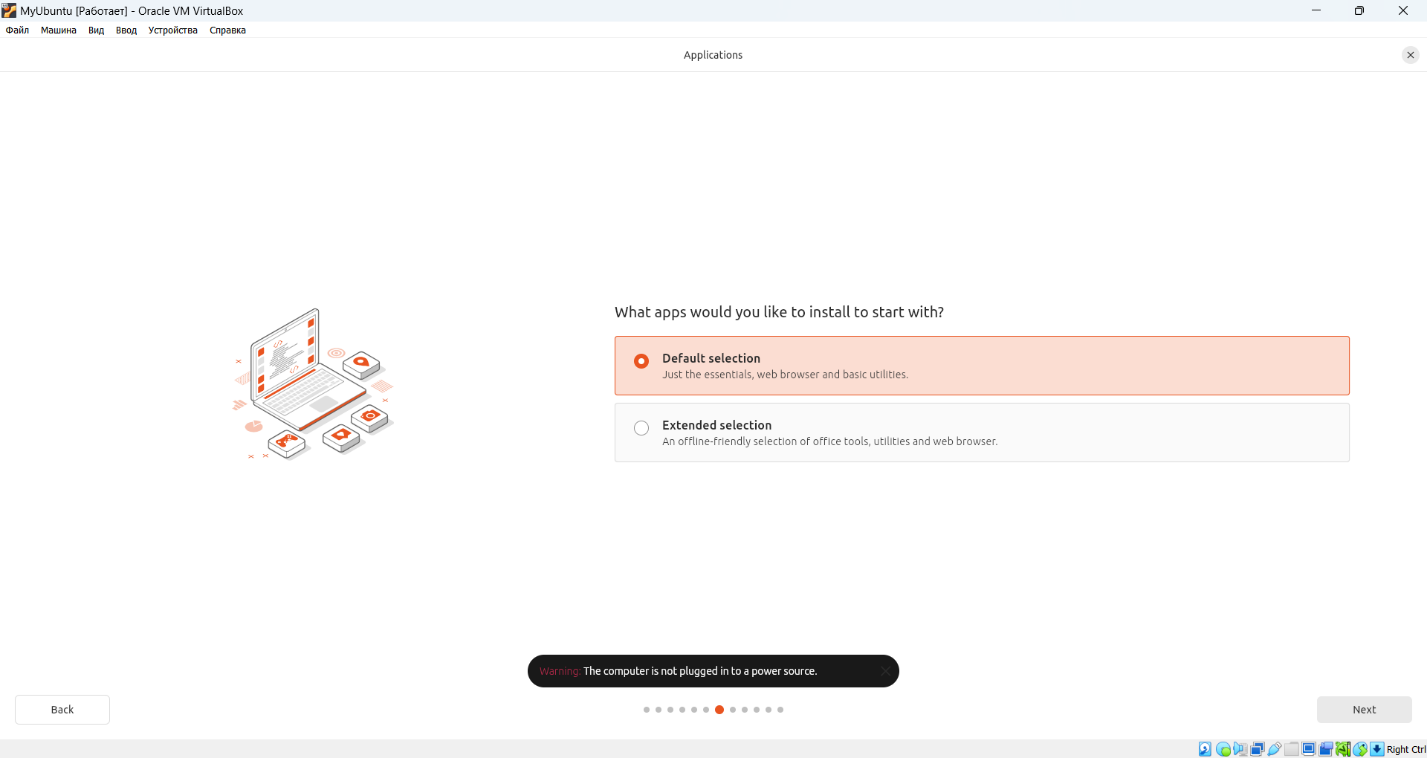 MyUbuntu [Работает] - Oracle VM VirtualBox
Файл Машина Вид Ввод Устройства Справка
Applications
What apps would you like to install to start with?
Default selection
Just the essentials, web browser and basic utilities.
Extended selection
An offline-friendly selection of office tools, utilities and web browser.
Warning: The computer is not plugged in to a power source.
Back
Next
Right Ctrl